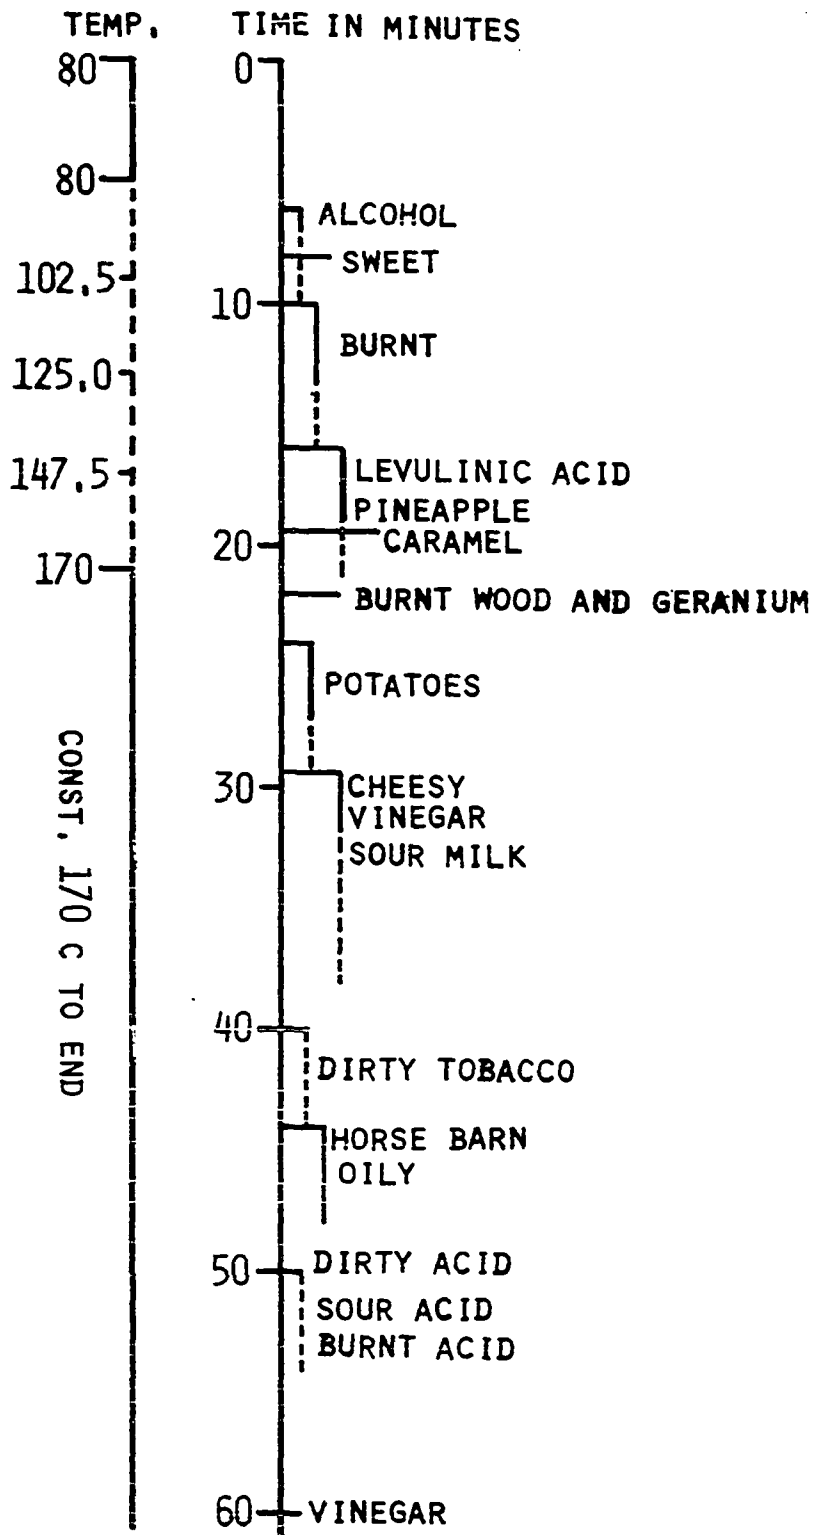 TEMP. TIME IN MINUTES
80 0
80
ALCOHOL
SWEET
102.5
10
BURNT
125.0
147.5 LEVULINIC ACID
PINEAPPLE
20 CARAMEL
170
BURNT WOOD AND GERANIUM
POTATOES
30 CHEESY
VINEGAR
SOUR MILK
CONST. 170 C TO END
40
DIRTY TOBACCO
HORSE BARN
OILY
50 DIRTY ACID
SOUR ACID
BURNT ACID
60 VINEGAR